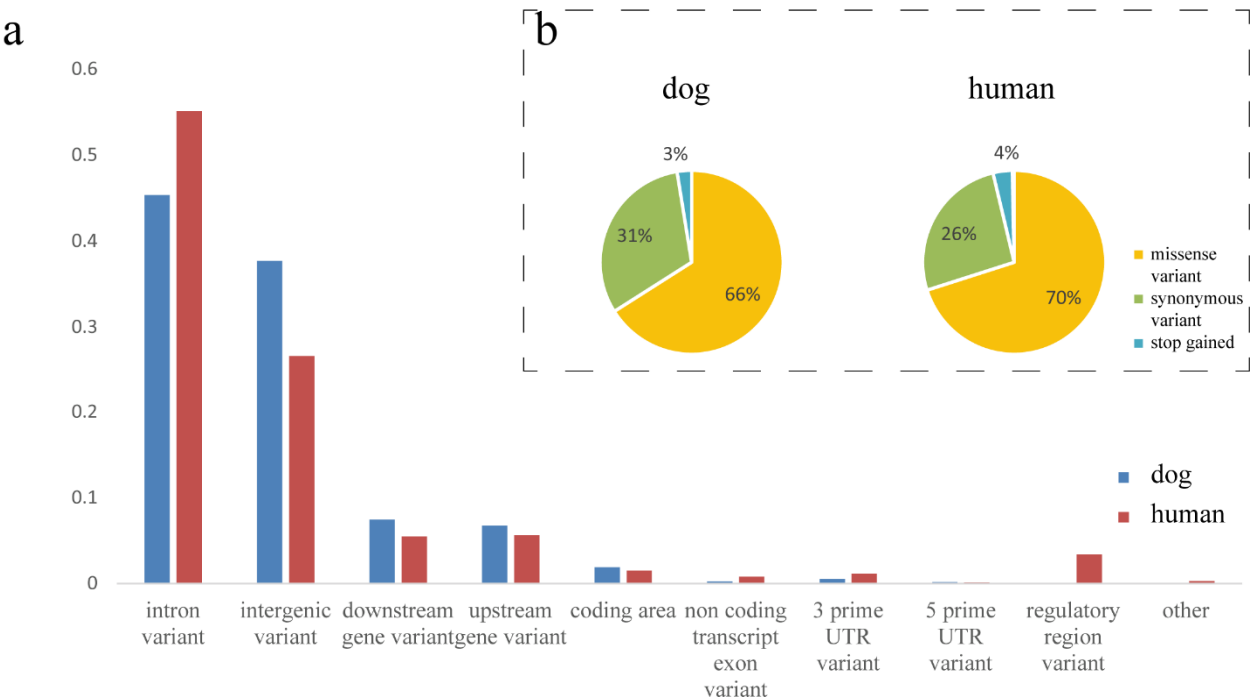 a
b
dog
human
3%
31%
66%
4%
26%
70%
missense
variant
synonymous
variant
stop gained
0.6
0.5
0.4
0.3
0.2
0.1
0
dog
human
intron
variant
intergenic
variant
downstream
gene variant
upstream
gene variant
coding area
non coding
transcript
exon
variant
3 prime
UTR
variant
5 prime
UTR
variant
regulatory
region
variant
other